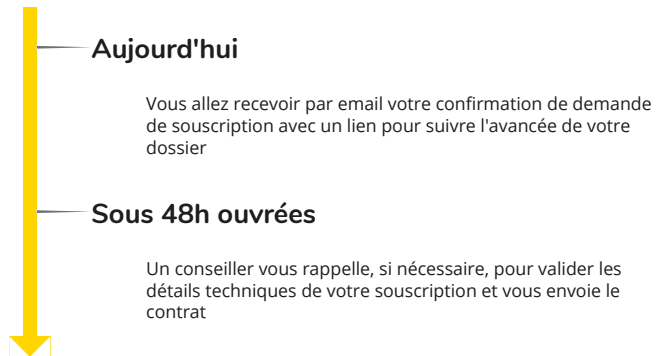 Aujourd'hui
Vous allez recevoir par email votre confirmation de demande
de souscription avec un lien pour suivre l'avancée de votre
dossier
Sous 48h ouvrées
Un conseiller vous rappelle, si nécessaire, pour valider les
détails techniques de votre souscription et vous envoie le
contrat